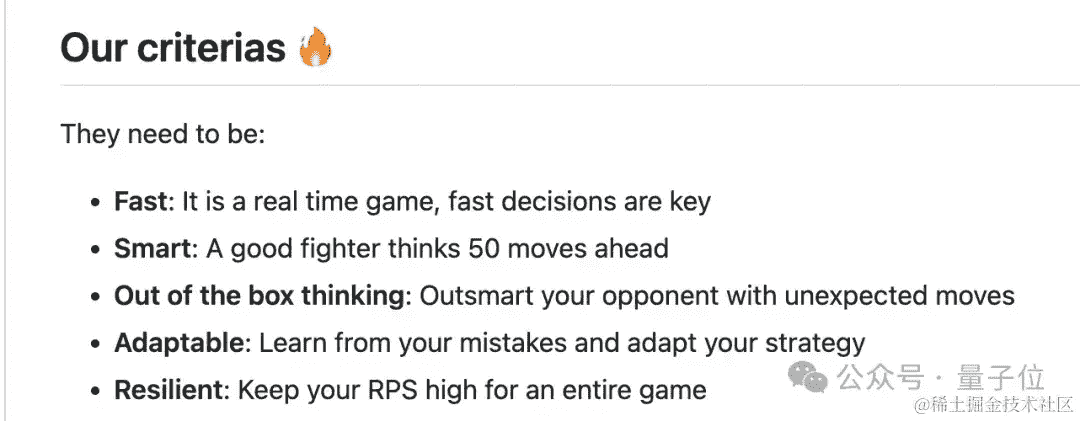 Our criterias 🔥
They need to be:
• Fast: It is a real time game, fast decisions are key
• Smart: A good fighter thinks 50 moves ahead
• Out of the box thinking: Outsmart your opponent with unexpected moves
• Adaptable: Learn from your mistakes and adapt your strategy
• Resilient: Keep your RPS high for an entire game
公众号 · 量子位
@稀土掘金技术社区